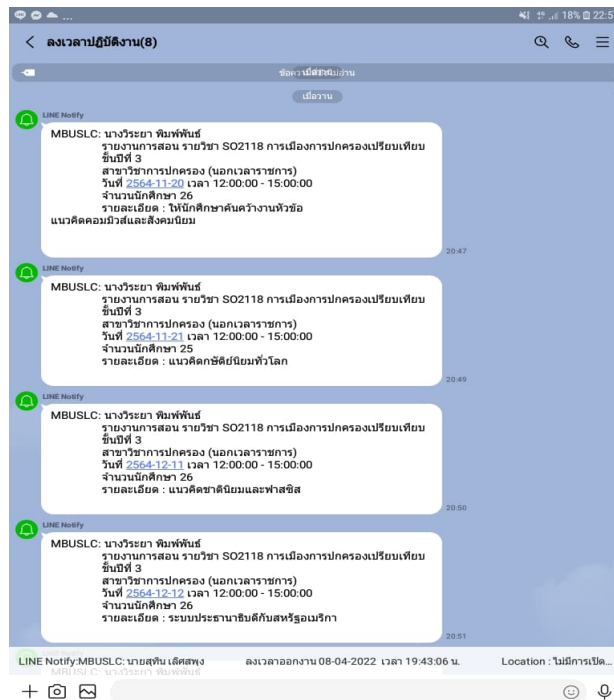 18% 22:5
ลงเวลาปฏิบัติงาน(8)
เมื่อวาน
LINE Notify
MBUSLC: นางวิระยา พิมพ์พันธ์
รายงานการสอน รายวิชา SO2118 การเมืองการปกครองเปรียบเทียบ
ชั้นปีที่ 3
สาขาวิชาการปกครอง (นอกเวลาราชการ)
วันที่ 2564-11-20 เวลา 12:00:00 - 15:00:00
จำนวนนักศึกษา 26
รายละเอียด : ให้นักศึกษาค้นคว้างานหัวข้อ
แนวคิดคอมมิวส์และสังคมนิยม
20:47
LINE Notify
MBUSLC: นางวิระยา พิมพ์พันธ์
รายงานการสอน รายวิชา SO2118 การเมืองการปกครองเปรียบเทียบ
ชั้นปีที่ 3
สาขาวิชาการปกครอง (นอกเวลาราชการ)
วันที่ 2564-11-21 เวลา 12:00:00 - 15:00:00
จำนวนนักศึกษา 25
รายละเอียด : แนวคิดกษัติย์นิยมทั่วโลก
20:49
LINE Notify
MBUSLC: นางวิระยา พิมพ์พันธ์
รายงานการสอน รายวิชา SO2118 การเมืองการปกครองเปรียบเทียบ
ชั้นปีที่ 3
สาขาวิชาการปกครอง (นอกเวลาราชการ)
วันที่ 2564-12-11 เวลา 12:00:00 - 15:00:00
จำนวนนักศึกษา 26
รายละเอียด : แนวคิดชาตินิยมและฟาสซิส
20:50
LINE Notify
MBUSLC: นางวิระยา พิมพ์พันธ์
รายงานการสอน รายวิชา SO2118 การเมืองการปกครองเปรียบเทียบ
ชั้นปีที่ 3
สาขาวิชาการปกครอง (นอกเวลาราชการ)
วันที่ 2564-12-12 เวลา 12:00:00 - 15:00:00
จำนวนนักศึกษา 26
รายละเอียด : ระบบประธานาธิบดีกับสหรัฐอเมริกา
20:51
LINE Notify:MBUSLC: นายสุทิน เลิศสพุง ลงเวลาออกงาน 08-04-2022 เวลา 19:43:06 น. Location : ไม่มีการเปิด...